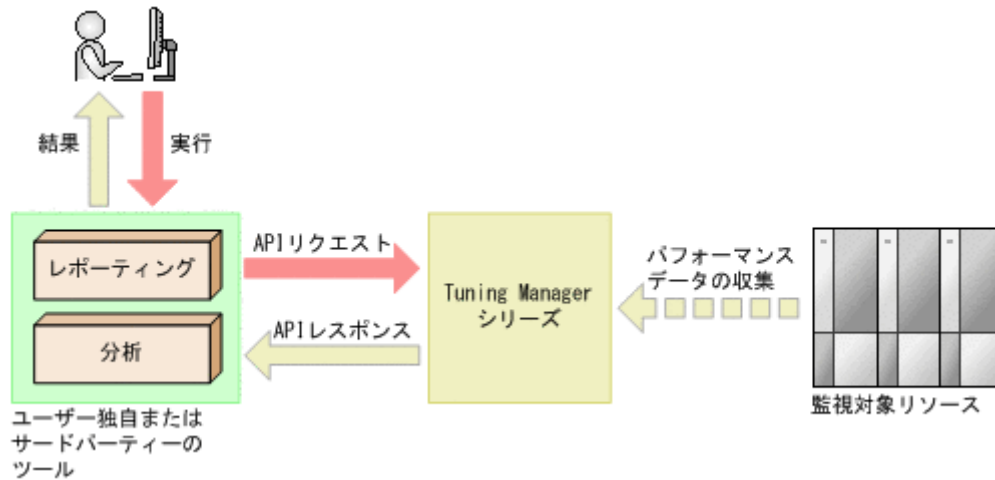 結果
実行
レポーティング
分析
ユーザー独自または
サードパーティーの
ツール
APIリクエスト
APIレスポンス
Tuning Manager
シリーズ
パフォーマンス
データの収集
監視対象リソース